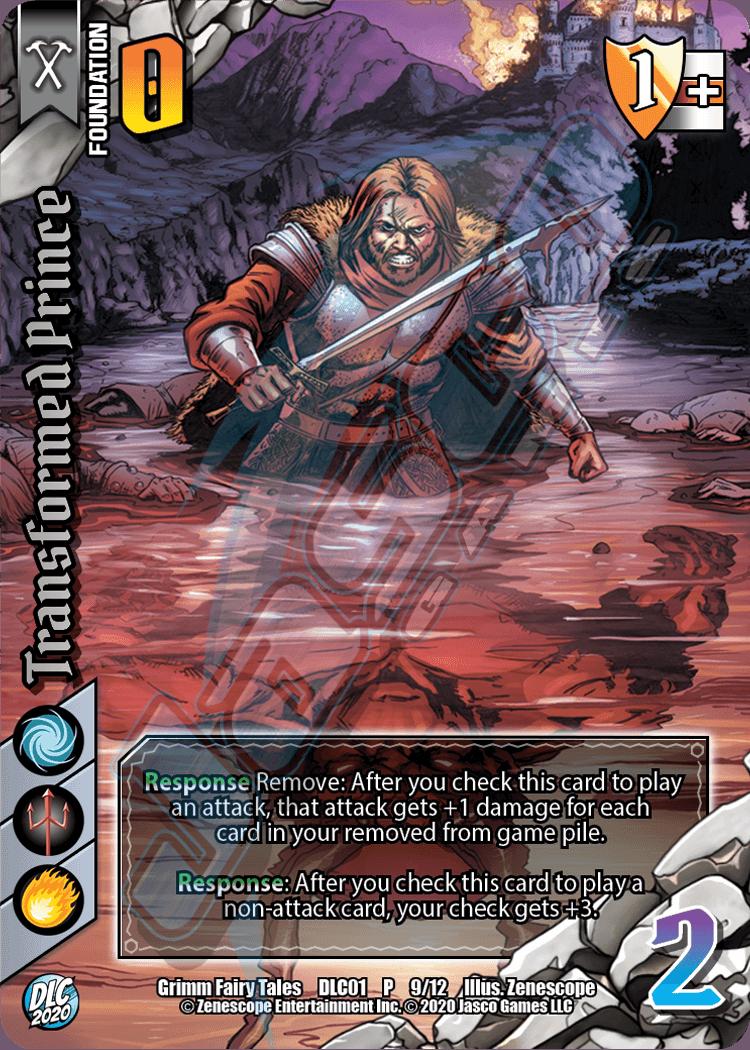 FOUNDATION
0
1 +
Transformed Prince
Response Remove: After you check this card to play
an attack, that attack gets +1 damage for each
card in your removed from game pile.
Response: After you check this card to play a
non-attack card, your check gets +3.
2
DLC
2020
Grimm Fairy Tales DLC01 P 9/12 Illus. Zenescope
© Zenescope Entertainment Inc. © 2020 Jasco Games LLC